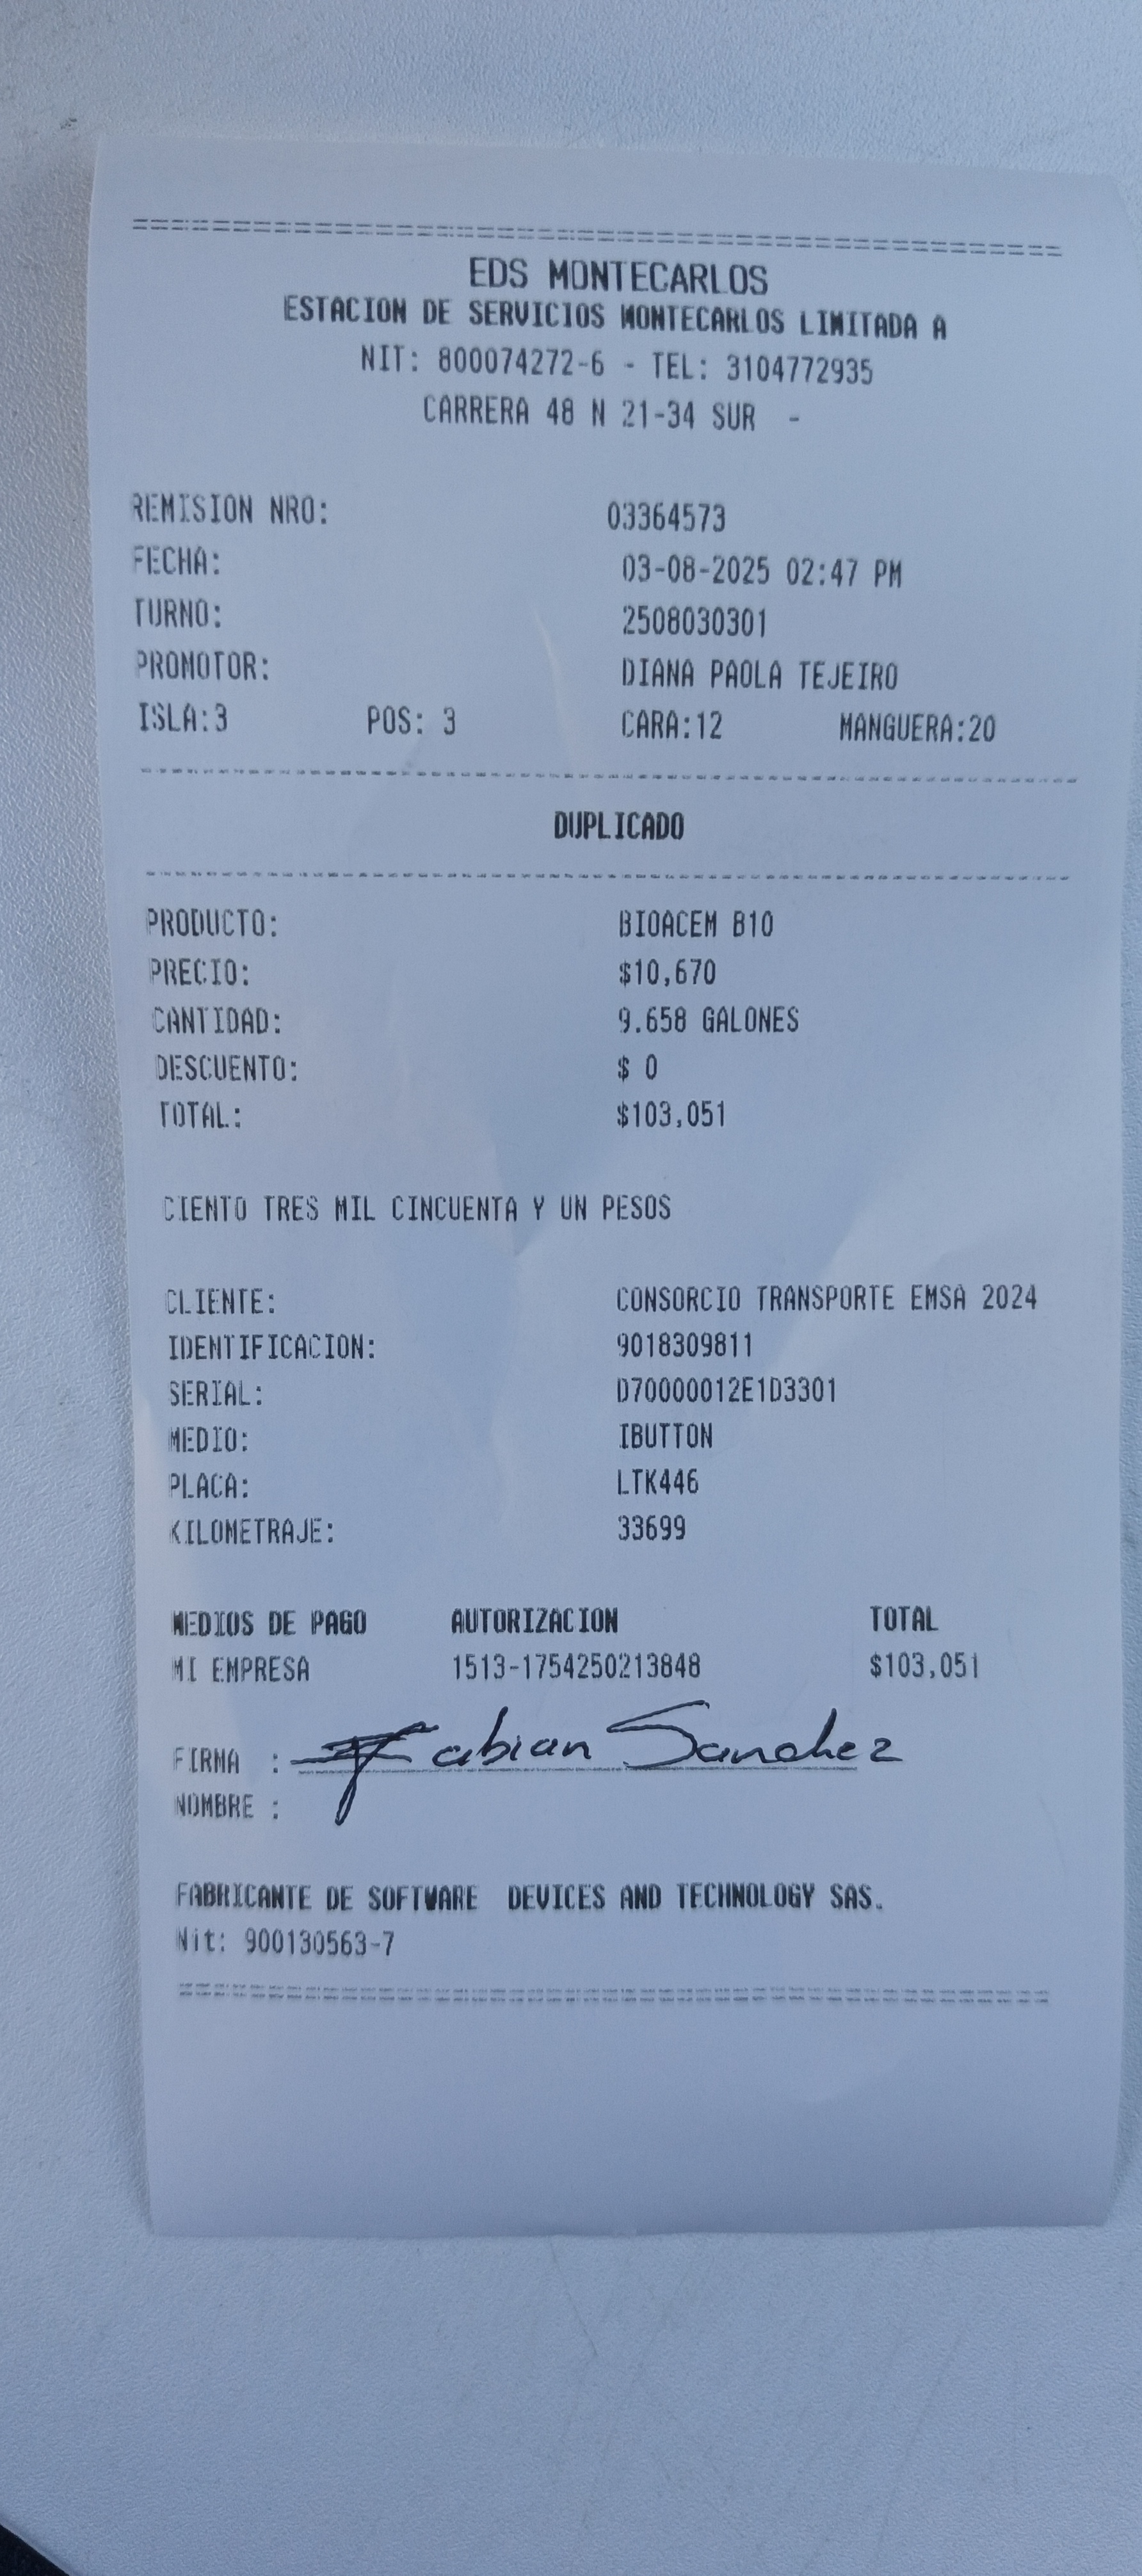 EDS MONTECARLOS
ESTACION DE SERVICIOS MONTECARLOS LIMITADA A
NIT: 800074272-6 - TEL: 3104772935
CARRERA 48 N 21-34 SUR -
REMISION NRO: 03364573
FECHA: 03-08-2025 02:47 PM
TURNO: 2508030301
PROMOTOR: DIANA PAOLA TEJEIRO
ISLA:3 POS: 3 CARA:12 MANGUERA:20
DUPLICADO
PRODUCTO: BIOACEM B10
PRECIO: $10,670
CANTIDAD: 9.658 GALONES
DESCUENTO: $ 0
TOTAL: $103,051
CIENTO TRES MIL CINCUENTA Y UN PESOS
CLIENTE: CONSORCIO TRANSPORTE EMSA 2024
IDENTIFICACION: 9018309811
SERIAL: D70000012E1D3301
MEDIO: IBUTTON
PLACA: LTK446
KILOMETRAJE: 33699
MEDIOS DE PAGO AUTORIZACION TOTAL
MI EMPRESA 1513-1754250213848 $103,051
FIRMA : Fabian Sanchez
NOMBRE :
FABRICANTE DE SOFTWARE DEVICES AND TECHNOLOGY SAS.
Nit: 900130563-7